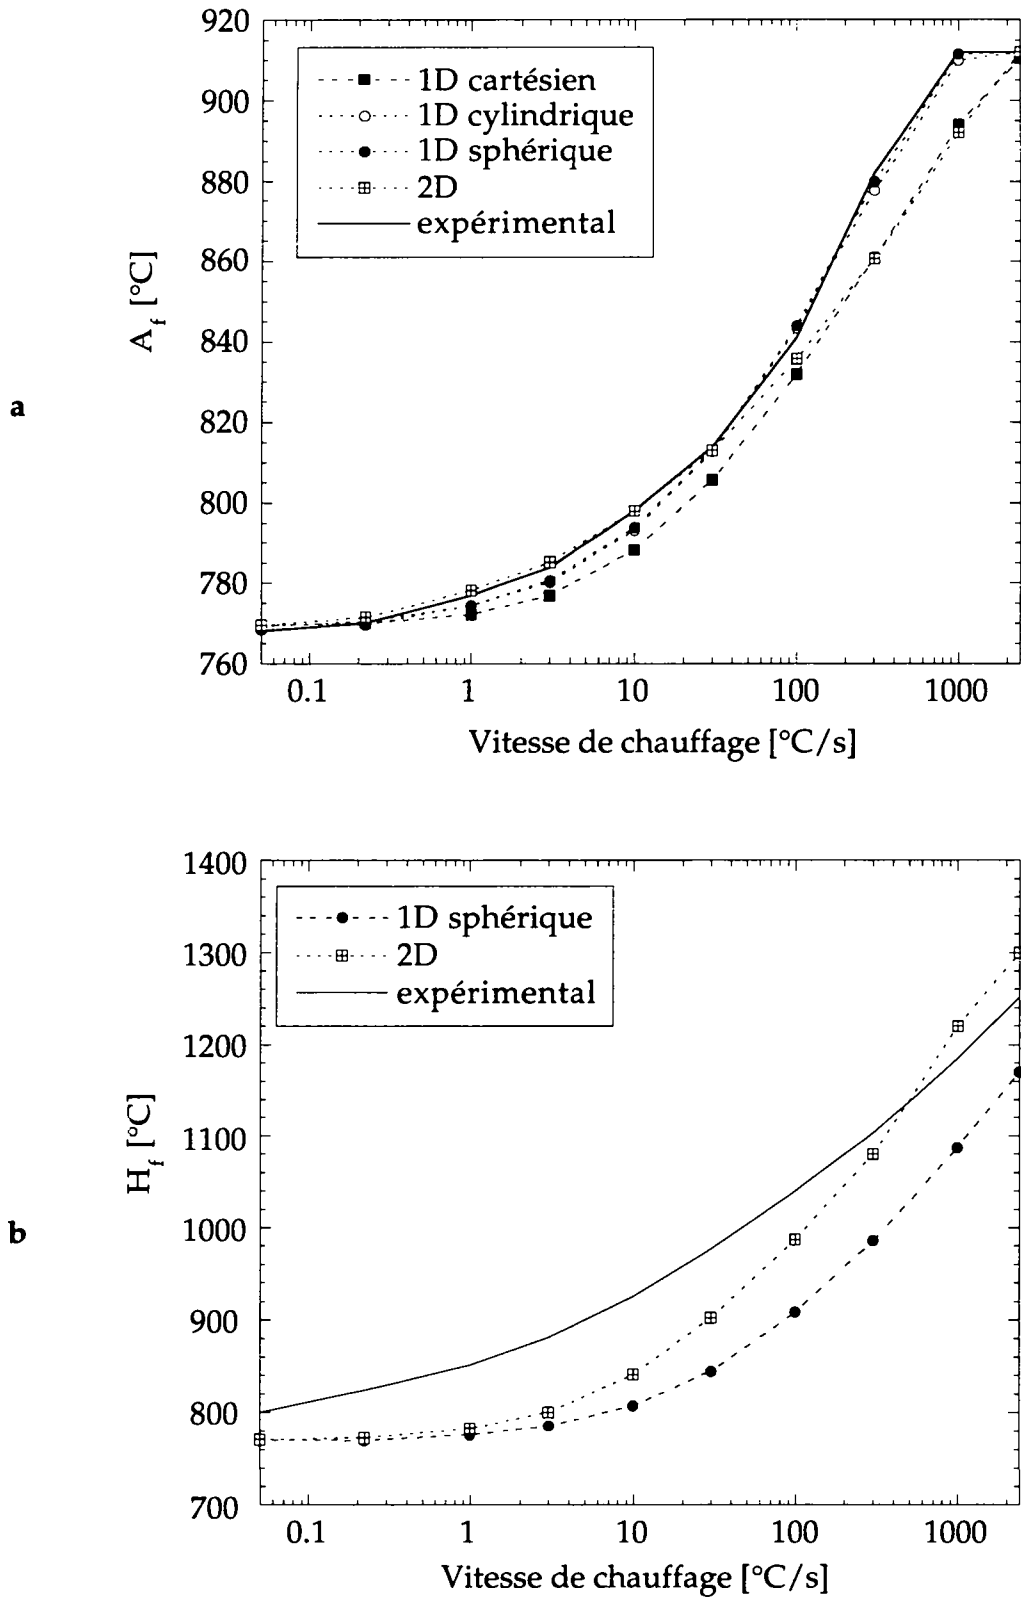 920
900
880
860
840
820
800
780
760
A_f [°C]
1D cartésien
1D cylindrique
1D sphérique
2D
expérimental
a
0.1 1 10 100 1000
Vitesse de chauffage [°C/s]
1400
1300
1200
1100
1000
900
800
700
H_f [°C]
1D sphérique
2D
expérimental
b
0.1 1 10 100 1000
Vitesse de chauffage [°C/s]